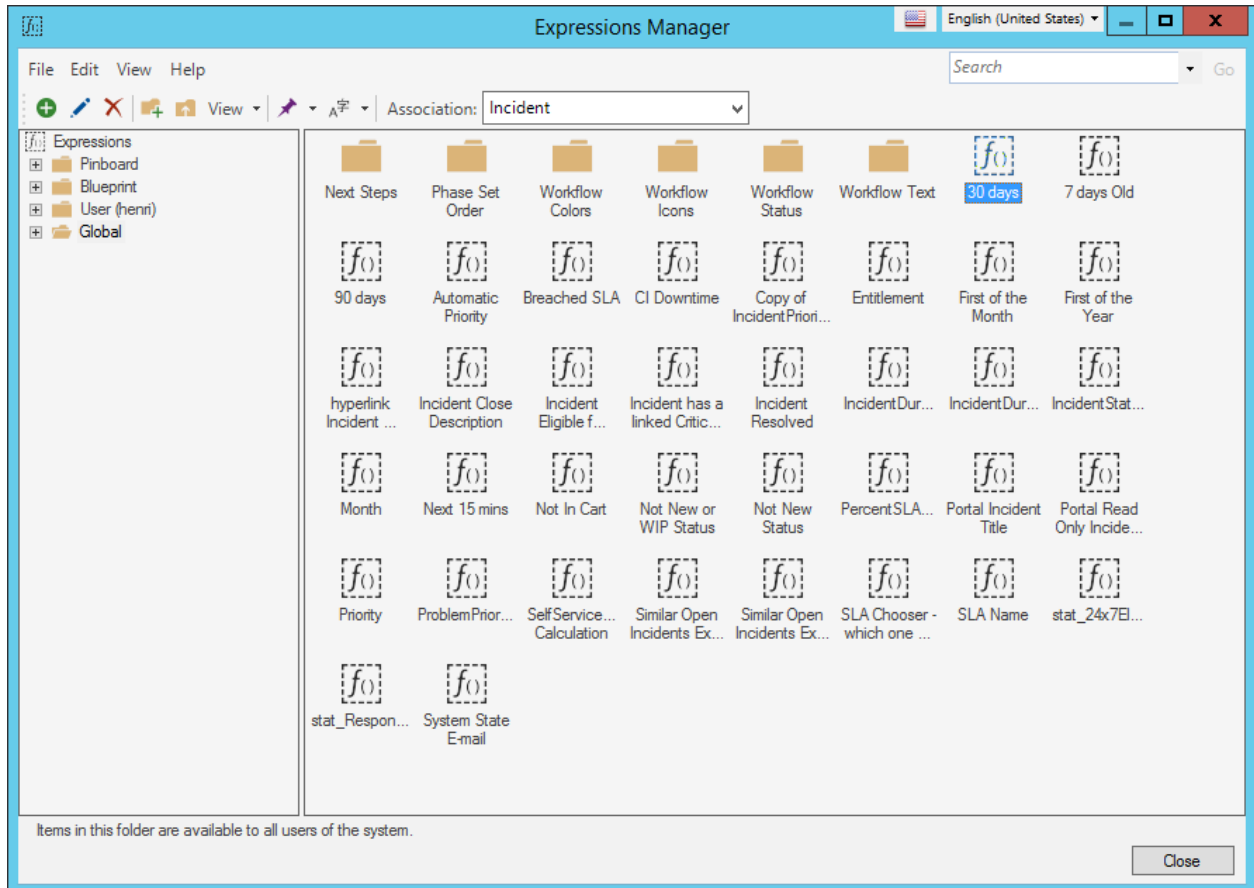 Expressions Manager
English (United States)
File Edit View Help
Search
Go
View
A字
Association: Incident
Expressions
Pinboard
Blueprint
User (henri)
Global
Next Steps
Phase Set
Order
Workflow
Colors
Workflow
Icons
Workflow
Status
Workflow Text
30 days
7 days Old
90 days
Automatic
Priority
Breached SLA
CI Downtime
Copy of
IncidentPriori...
Entitlement
First of the
Month
First of the
Year
hyperlink
Incident ...
Incident Close
Description
Incident
Eligible f...
Incident has a
linked Critic...
Incident
Resolved
IncidentDur...
IncidentDur...
IncidentStat...
Month
Next 15 mins
Not In Cart
Not New or
WIP Status
Not New
Status
PercentSLA...
Portal Incident
Title
Portal Read
Only Incide...
Priority
ProblemPrior...
SelfService...
Calculation
Similar Open
Incidents Ex...
Similar Open
Incidents Ex...
SLA Chooser -
which one ...
SLA Name
stat_24x7El...
stat_Respon...
System State
E-mail
Items in this folder are available to all users of the system.
Close